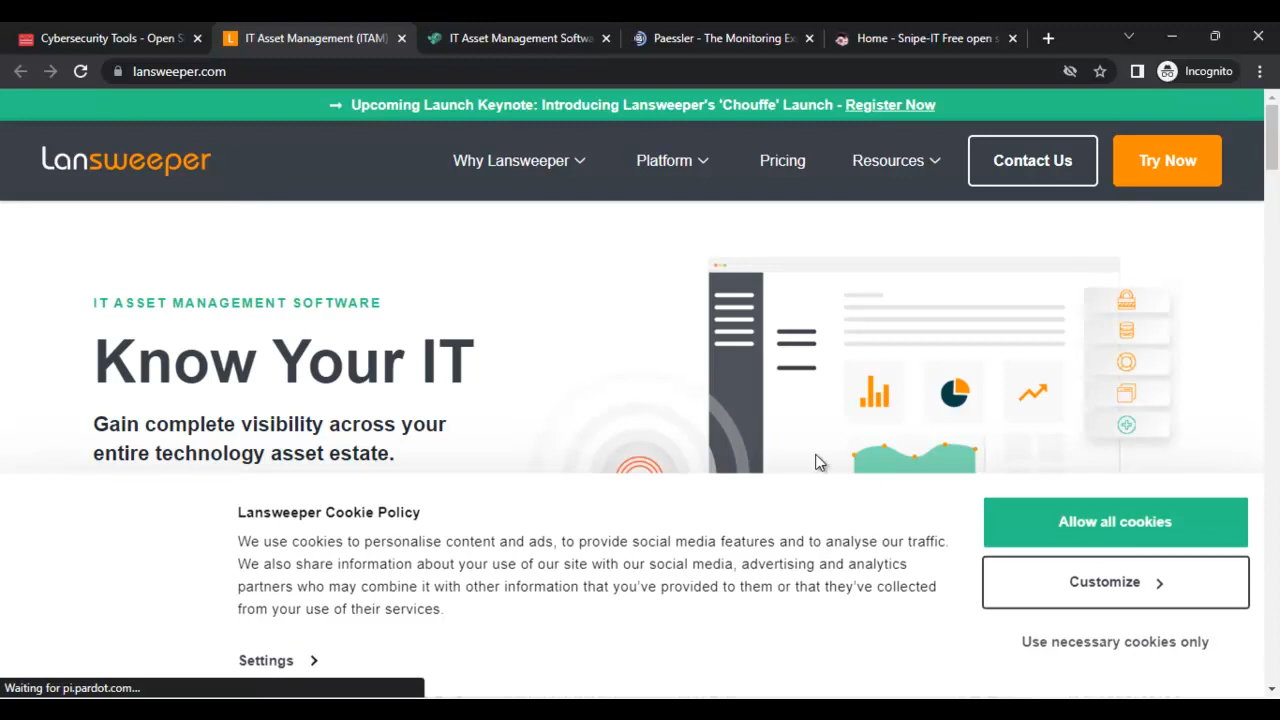 Cybersecurity Tools - Open S
IT Asset Management (ITAM)
IT Asset Management Softwa
Paessler - The Monitoring Ex
Home - Snipe-IT Free open s
lansweeper.com
Incognito
→ Upcoming Launch Keynote: Introducing Lansweeper's 'Chouffe' Launch - Register Now
Lansweeper
Why Lansweeper
Platform
Pricing
Resources
Contact Us
Try Now
IT ASSET MANAGEMENT SOFTWARE
Know Your IT
Gain complete visibility across your
entire technology asset estate.
Lansweeper Cookie Policy
We use cookies to personalise content and ads, to provide social media features and to analyse our traffic.
We also share information about your use of our site with our social media, advertising and analytics
partners who may combine it with other information that you've provided to them or that they've collected
from your use of their services.
Settings
Allow all cookies
Customize
Use necessary cookies only
Waiting for pi.pardot.com...